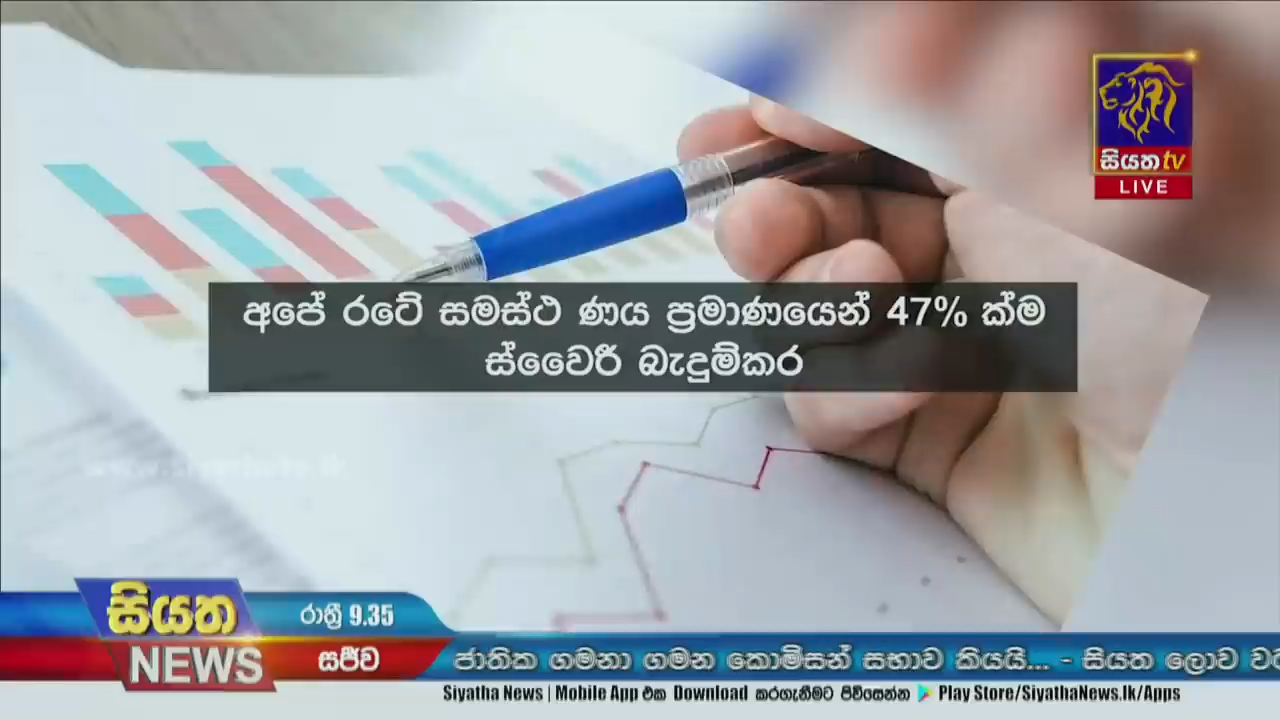 සියත tv
LIVE
අපේ රටේ සමස්ථ ණය ප්‍රමාණයෙන් 47% ක්ම
ස්වෛරී බැදුම්කර
සියත
NEWS
රාත්‍රී 9.35
සජීව
ජාතික ගමනා ගමන කොමිසන් සභාව කියයි... - සියත ලොව
Siyatha News | Mobile App එක Download කරගැනීමට පිවිසෙන්න Play Store/SiyathaNews.lk/Apps